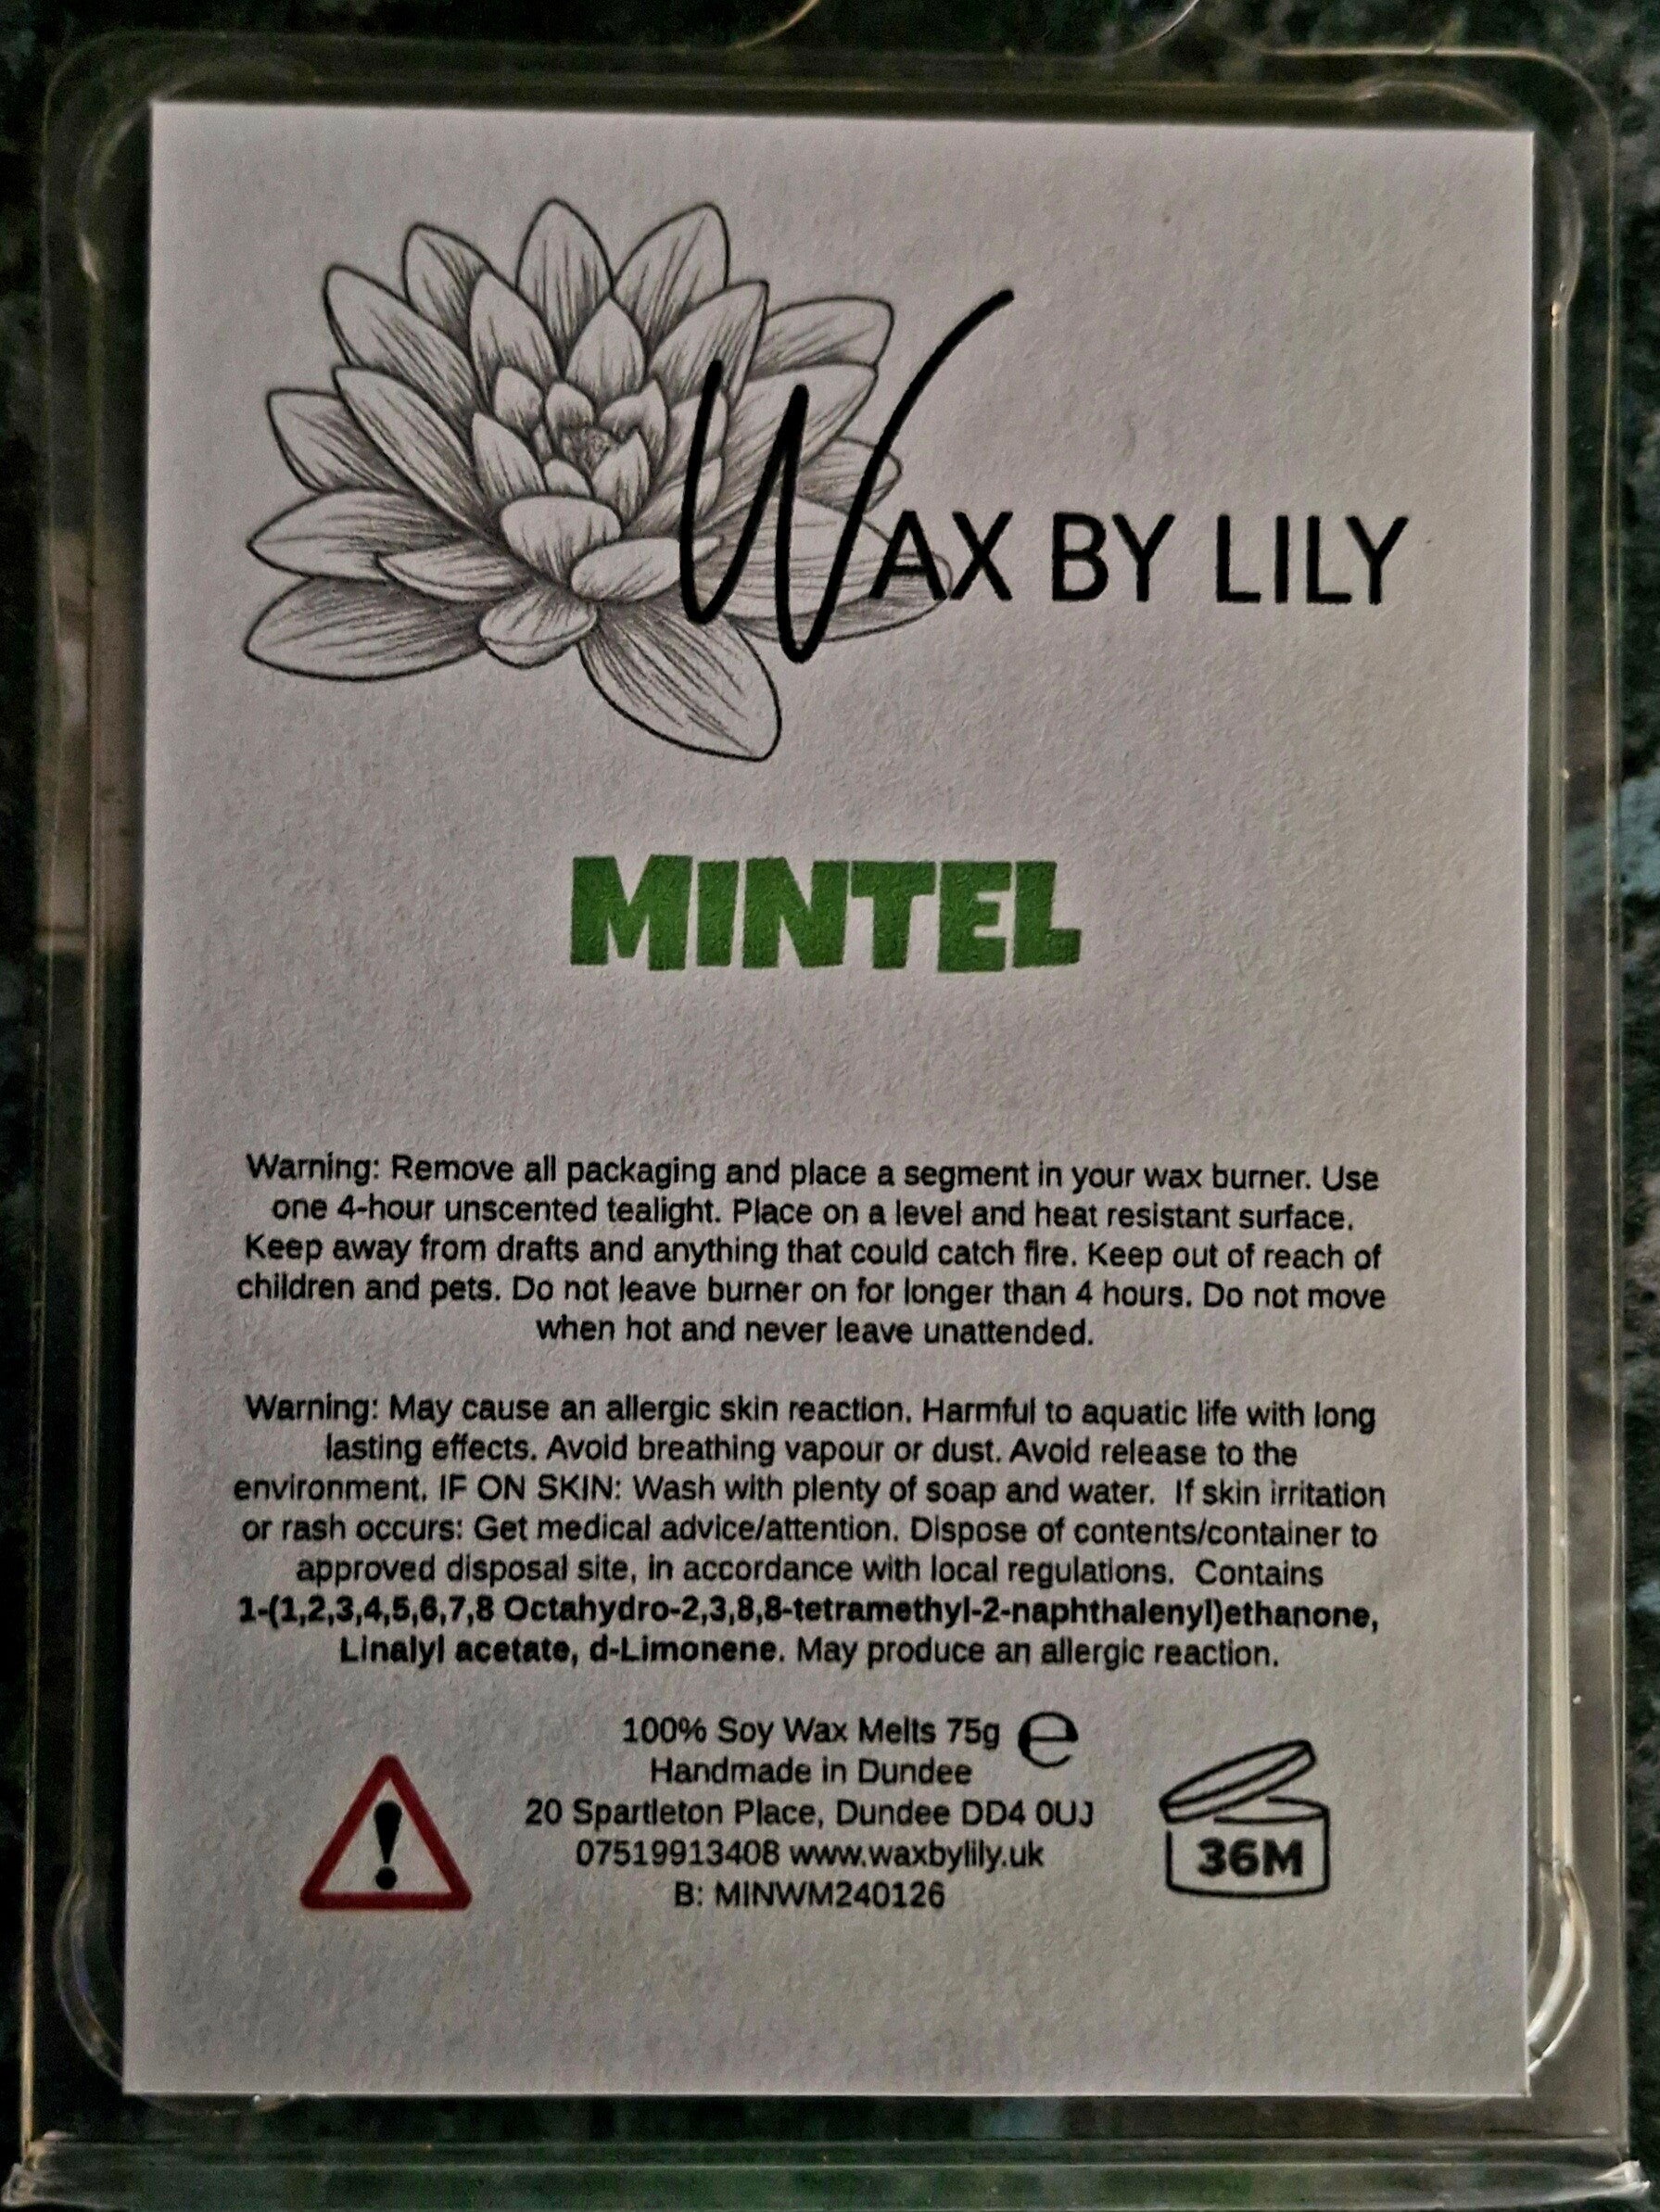 WAX BY LILY
MINTEL
Warning: Remove all packaging and place a segment in your wax burner. Use
one 4-hour unscented tealight. Place on a level and heat resistant surface.
Keep away from drafts and anything that could catch fire. Keep out of reach of
children and pets. Do not leave burner on for longer than 4 hours. Do not move
when hot and never leave unattended.
Warning: May cause an allergic skin reaction. Harmful to aquatic life with long
lasting effects. Avoid breathing vapour or dust. Avoid release to the
environment. IF ON SKIN: Wash with plenty of soap and water.  If skin irritation
or rash occurs: Get medical advice/attention. Dispose of contents/container to
approved disposal site, in accordance with local regulations.  Contains
1-(1,2,3,4,5,6,7,8 Octahydro-2,3,8,8-tetramethyl-2-naphthalenyl)ethanone,
Linalyl acetate, d-Limonene. May produce an allergic reaction.
100% Soy Wax Melts 75g e
Handmade in Dundee
20 Spartleton Place, Dundee DD4 0UJ
07519913408 www.waxbylily.uk
B: MINWM240126
36M